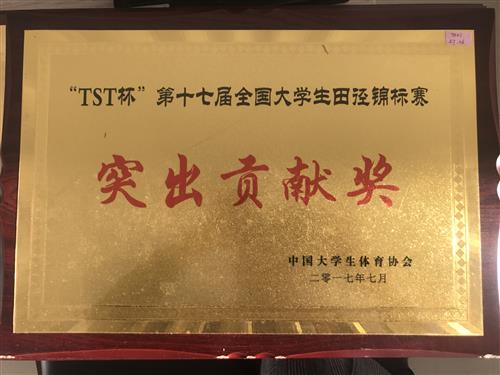 “TST杯”第十七届全国大学生田径锦标赛
突出贡献奖
中国大学生体育协会
二零一七年七月